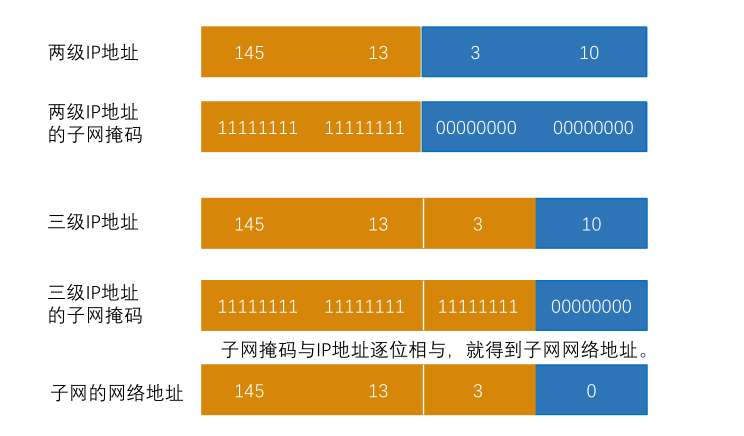 两级IP地址 145 13 3 10
两级IP地址
的子网掩码 11111111 11111111 00000000 00000000
三级IP地址 145 13 3 10
三级IP地址
的子网掩码 11111111 11111111 11111111 00000000
子网掩码与IP地址逐位相与，就得到子网网络地址。
子网的网络地址 145 13 3 0